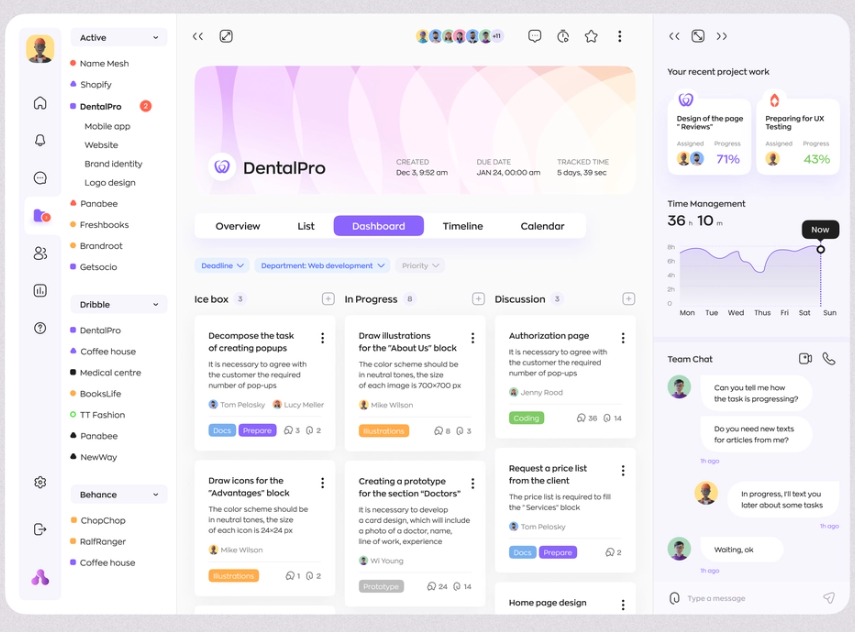 Active
Name Mesh
Shopify
DentalPro
2
Mobile app
Website
Brand identity
Logo design
Panabee
Freshbooks
Brandroot
Getsocio
Dribble
DentalPro
Coffee house
Medical centre
BooksLife
TT Fashion
Panabee
NewWay
Behance
ChopChop
RalfRanger
Coffee house
+11
DentalPro
CREATED
Dec 3, 9:52 am
DUE DATE
JAN 24, 00:00 am
TRACKED TIME
5 days, 39 sec
Overview
List
Dashboard
Timeline
Calendar
Deadline
Department: Web development
Priority
Ice box 3
Decompose the task
of creating popups
It is necessary to agree with
the customer the required
number of pop-ups
Tom Pelosky
Lucy Meller
Docs
Prepare
3
2
Draw icons for the
"Advantages" block
The color scheme should be
in neutral tones, the size
of each icon is 24×24 px
Mike Wilson
Illustrations
1
2
In Progress 8
Draw illustrations
for the "About Us" block
The color scheme should be
in neutral tones, the size
of each image is 700×700 px
Mike Wilson
Illustrations
8
3
Creating a prototype
for the section "Doctors"
It is necessary to develop
a card design, which will include
a photo of a doctor, name,
line of work, experience
Wi Young
Prototype
24
14
Discussion 3
Authorization page
It is necessary to agree with
the customer the required
number of pop-ups
Jenny Rood
Coding
36
14
Request a price list
from the client
The price list is required to fill
the "Services" block
Tom Pelosky
Docs
Prepare
2
Home page design
Your recent project work
Design of the page
"Reviews"
Assigned
Progress
71%
Preparing for UX
Testing
Assigned
Progress
43%
Time Management
36 h 10 m
Now
8h
6h
4h
2h
0
Mon
Tue
Wed
Thus
Fri
Sat
Sun
Team Chat
Can you tell me how
the task is progressing?
Do you need new texts
for articles from me?
1h ago
In progress, I'll text you
later about some tasks
1h ago
Waiting, ok
1h ago
Type a message